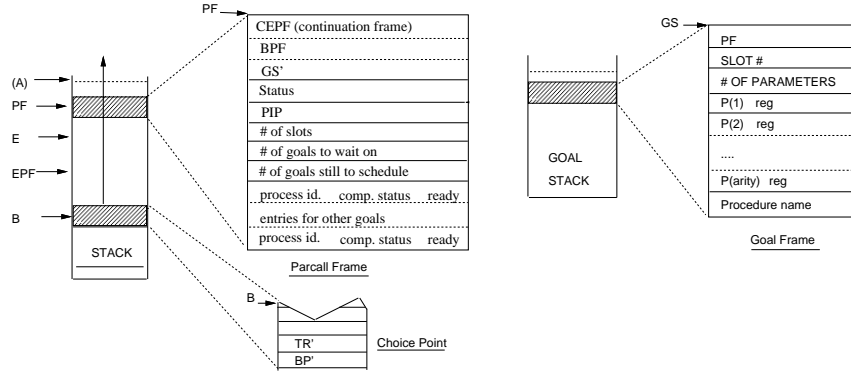 (A)
PF
E
EPF
B
STACK
PF
CEPF (continuation frame)
BPF
GS'
Status
PIP
# of slots
# of goals to wait on
# of goals still to schedule
process id. comp. status ready
entries for other goals
process id. comp. status ready
Parcall Frame
B
TR'
BP'
Choice Point
GOAL
STACK
GS
PF
SLOT #
# OF PARAMETERS
P(1) reg
P(2) reg
....
P(arity) reg
Procedure name
Goal Frame